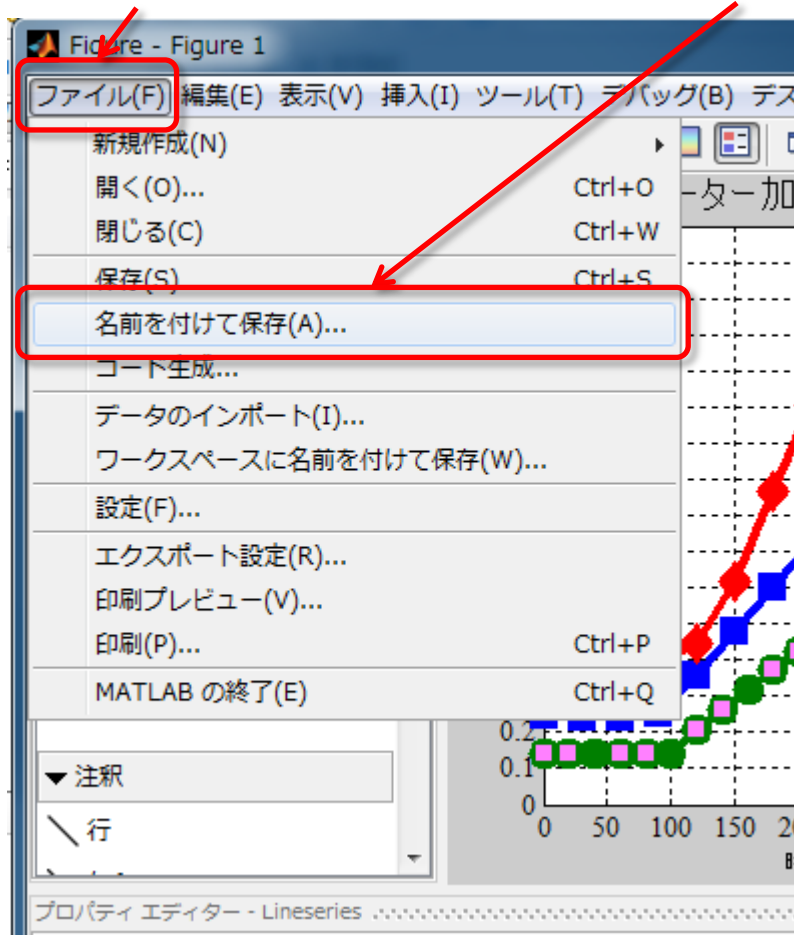 Figure - Figure 1
ファイル(F) 編集(E) 表示(V) 挿入(I) ツール(T) デバッグ(B) デス
新規作成(N)
開く(O)... Ctrl+O
閉じる(C) Ctrl+W
保存(S) Ctrl+S
名前を付けて保存(A)...
コード生成...
データのインポート(I)...
ワークスペースに名前を付けて保存(W)...
設定(F)...
エクスポート設定(R)...
印刷プレビュー(V)...
印刷(P)... Ctrl+P
MATLAB の終了(E) Ctrl+Q
ーター加
0.2
0.1
0
0 50 100 150
▼ 注釈
行
プロパティ エディター - Lineseries